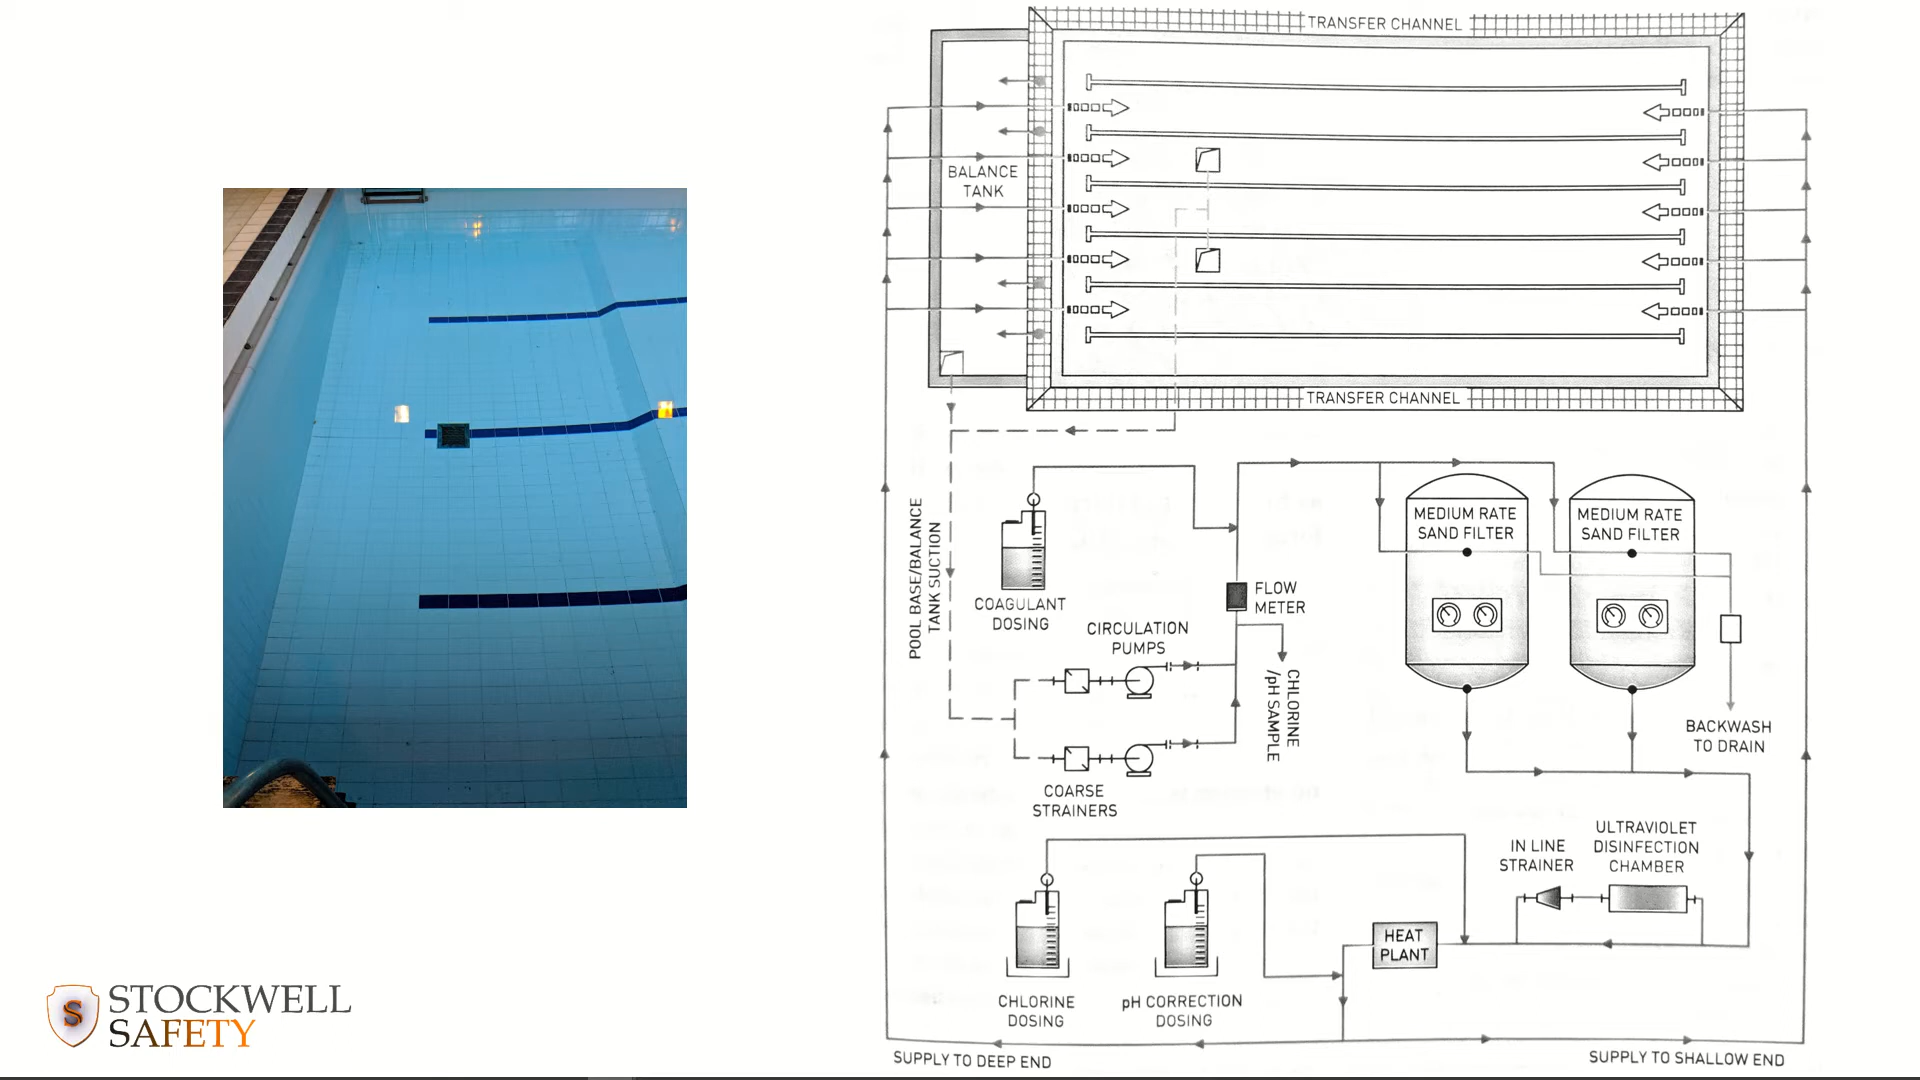 TRANSFER CHANNEL
BALANCE
TANK
TRANSFER CHANNEL
POOL BASE/BALANCE
TANK SUCTION
COAGULANT
DOSING
FLOW
METER
CIRCULATION
PUMPS
CHLORINE
/pH SAMPLE
COARSE
STRAINERS
MEDIUM RATE
SAND FILTER
MEDIUM RATE
SAND FILTER
BACKWASH
TO DRAIN
ULTRAVIOLET
DISINFECTION
CHAMBER
IN LINE
STRAINER
HEAT
PLANT
CHLORINE
DOSING
pH CORRECTION
DOSING
SUPPLY TO DEEP END
SUPPLY TO SHALLOW END
S
STOCKWELL
SAFETY